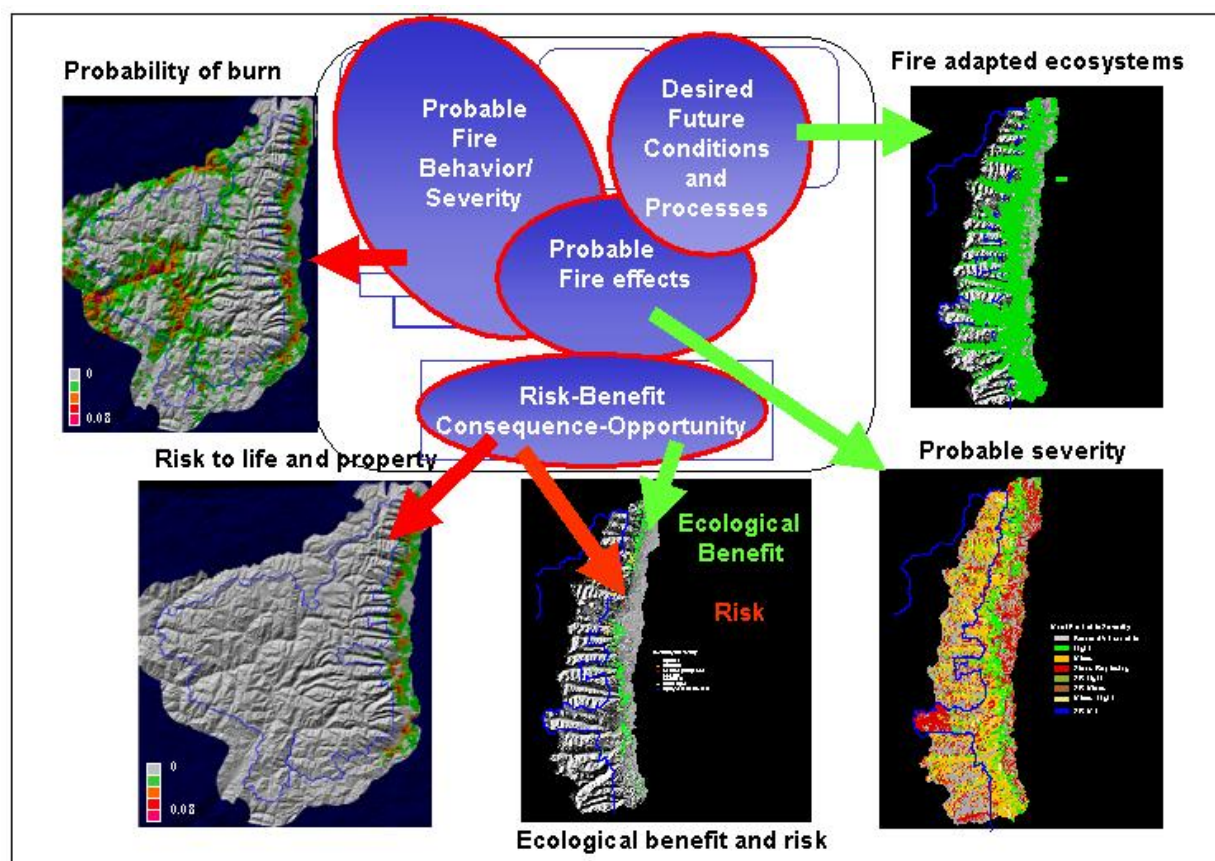 Probability of burn
Probable
Fire
Behavior/
Severity
Desired
Future
Conditions
and
Processes
Fire adapted ecosystems
Probable
Fire effects
0
0.08
Risk-Benefit
Consequence-Opportunity
Risk to life and property
Probable severity
Ecological
Benefit
Risk
0
0.08
Ecological benefit and risk